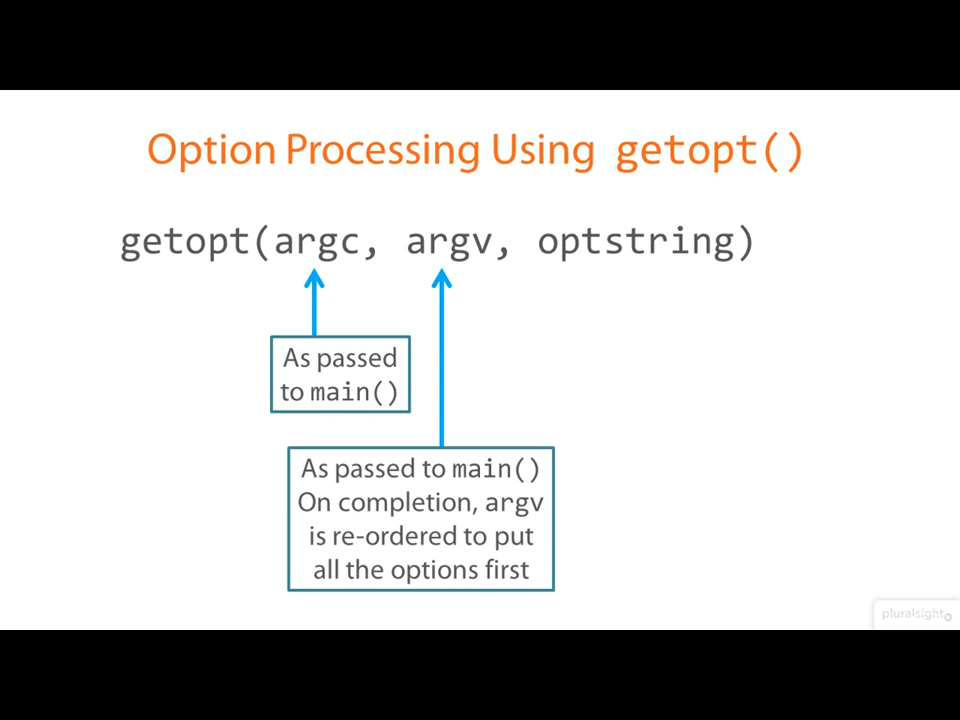 Option Processing Using getopt()
getopt(argc, argv, optstring)
As passed
to main()
As passed to main()
On completion, argv
is re-ordered to put
all the options first
pluralsight